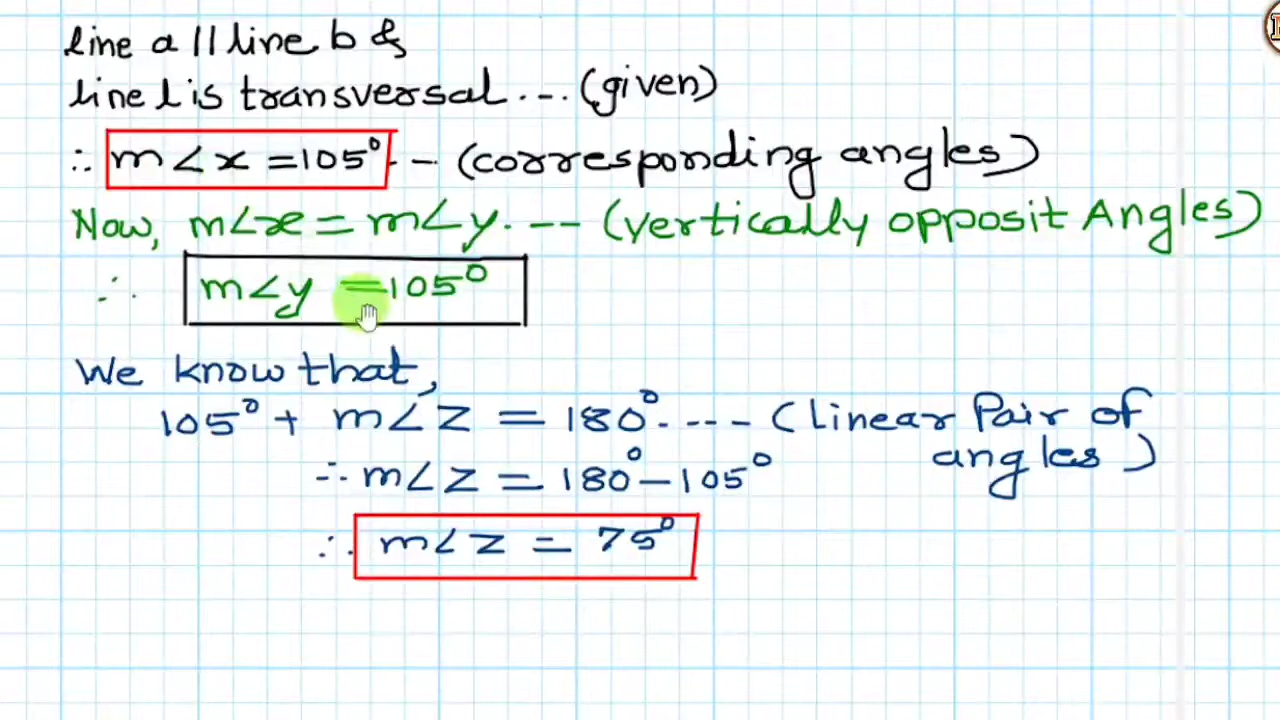 line a || line b &
line l is transversal ... (given)
∴ m∠x = 105° -- (corresponding angles)
Now, m∠x = m∠y. --- (vertically opposit Angles)
∴ m∠y = 105°
We know that,
105° + m∠z = 180° .---- (Linear Pair of
angles)
∴ m∠z = 180° - 105°
∴ m∠z = 75°